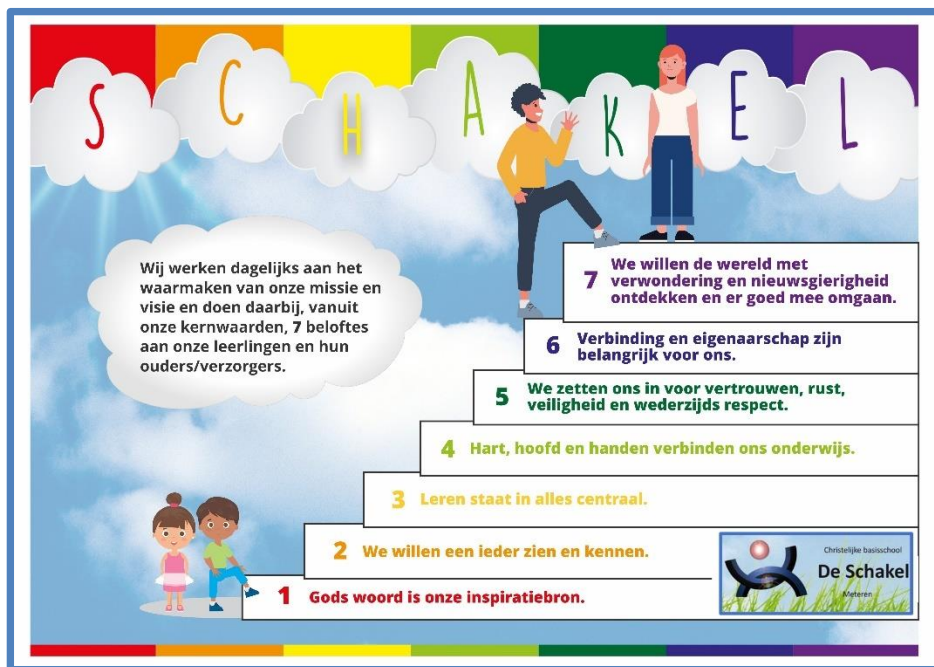 S C H A K E L
Wij werken dagelijks aan het
waarmaken van onze missie en
visie en doen daarbij, vanuit
onze kernwaarden, 7 beloftes
aan onze leerlingen en hun
ouders/verzorgers.
7 We willen de wereld met
verwondering en nieuwsgierigheid
ontdekken en er goed mee omgaan.
6 Verbinding en eigenaarschap zijn
belangrijk voor ons.
5 We zetten ons in voor vertrouwen, rust,
veiligheid en wederzijds respect.
4 Hart, hoofd en handen verbinden ons onderwijs.
3 Leren staat in alles centraal.
2 We willen een ieder zien en kennen.
1 Gods woord is onze inspiratiebron.
Christelijke basisschool
De Schakel
Meteren